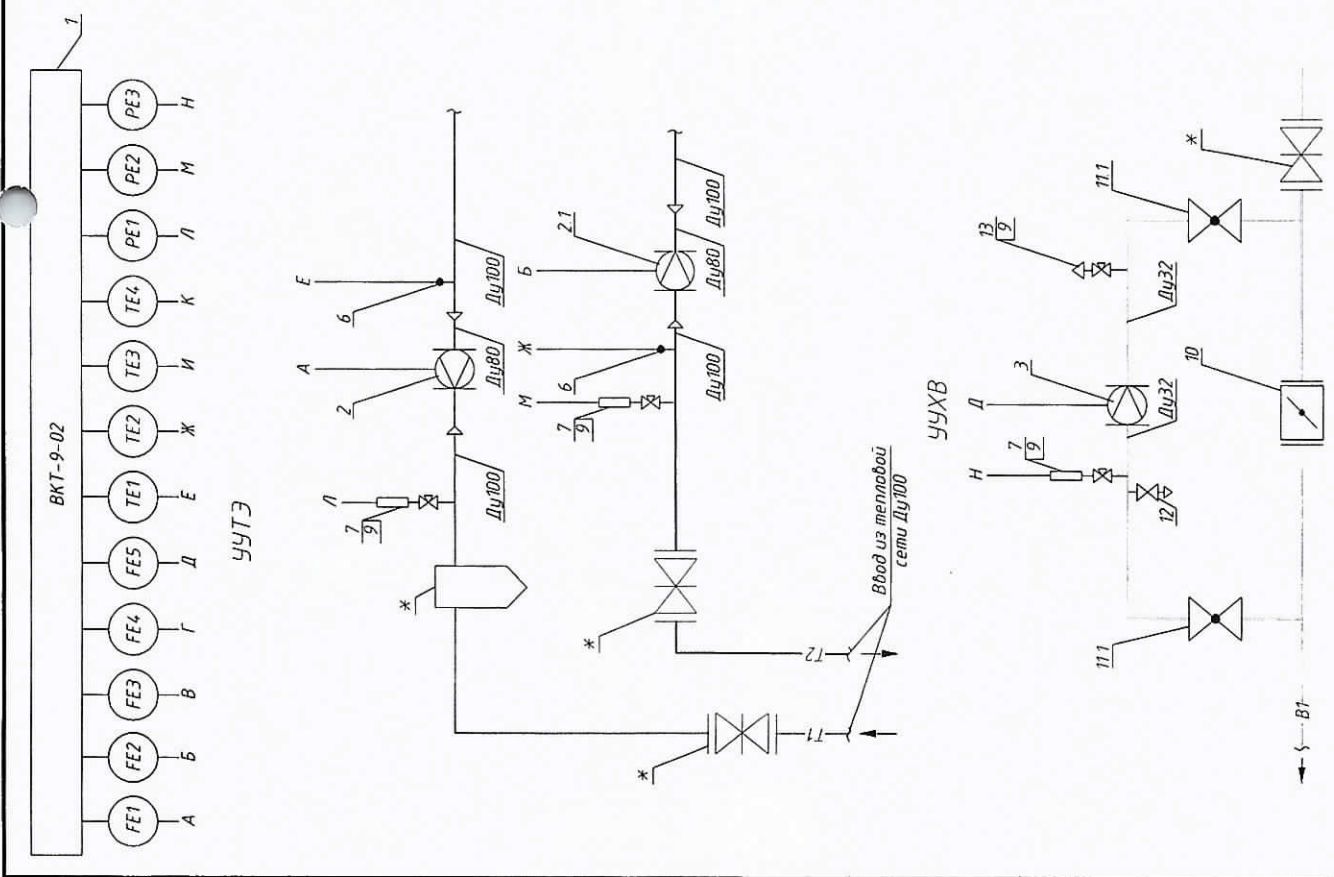 1
ВКТ-9-02
FE1 FE2 FE3 FE4 FE5 TE1 TE2 TE3 TE4 PE1 PE2 PE3
А Б В Г Д Е Ж И К Л М Н
УУТЭ
Л
7
9
Ду100
*
А
2
Ду80
Е
6
Ду100
М
7
9
Ж
6
Ду100
Б
2.1
Ду80
Ду100
*
*
Т1
Т2
Ввод из тепловой
сети Ду100
УУХВ
Н
7
9
Д
3
13
9
12
Ду32
Ду32
11.1
11.1
*
10
В1